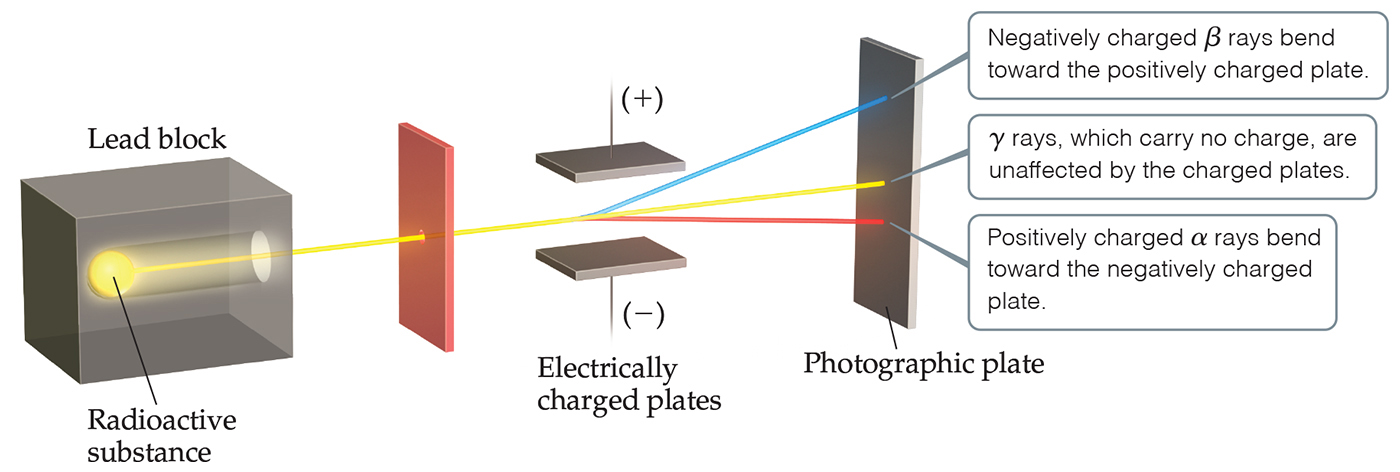 Lead block
Radioactive
substance
(+)
(−)
Electrically
charged plates
Photographic plate
Negatively charged β rays bend
toward the positively charged plate.
γ rays, which carry no charge, are
unaffected by the charged plates.
Positively charged α rays bend
toward the negatively charged
plate.